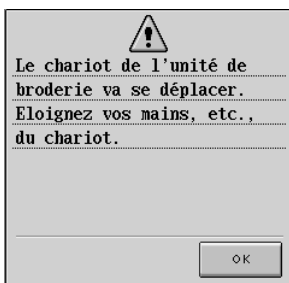 Le chariot de l'unité de
broderie va se déplacer.
Eloignez vos mains, etc.,
du chariot.
OK